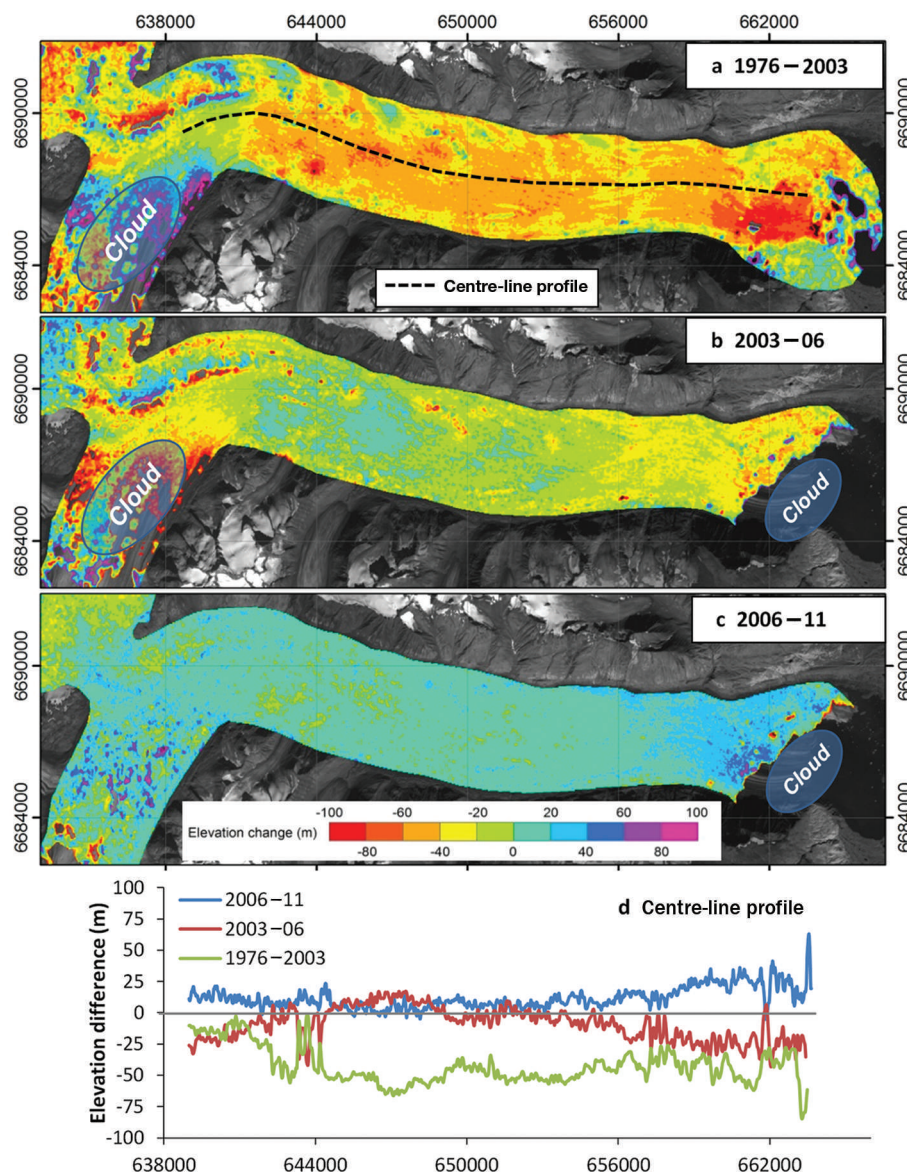 638000 644000 650000 656000 662000
a 1976–2003
6690000 6690000
Cloud
6684000 6684000
Centre-line profile
b 2003–06
6690000 6690000
Cloud
Cloud
6684000 6684000
c 2006–11
6690000 6690000
Cloud
6684000 6684000
-100 -60 -20 20 60 100
Elevation change (m)
-80 -40 0 40 80
100
75
50
25
0
-25
-50
-75
-100
Elevation difference (m)
2006–11
2003–06
1976–2003
d Centre-line profile
638000 644000 650000 656000 662000